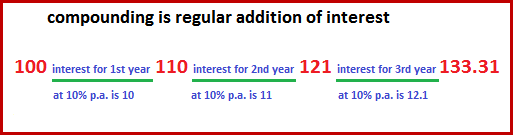 compounding is regular addition of interest
100 interest for 1st year 110 interest for 2nd year 121 interest for 3rd year 133.31
at 10% p.a. is 10 at 10% p.a. is 11 at 10% p.a. is 12.1